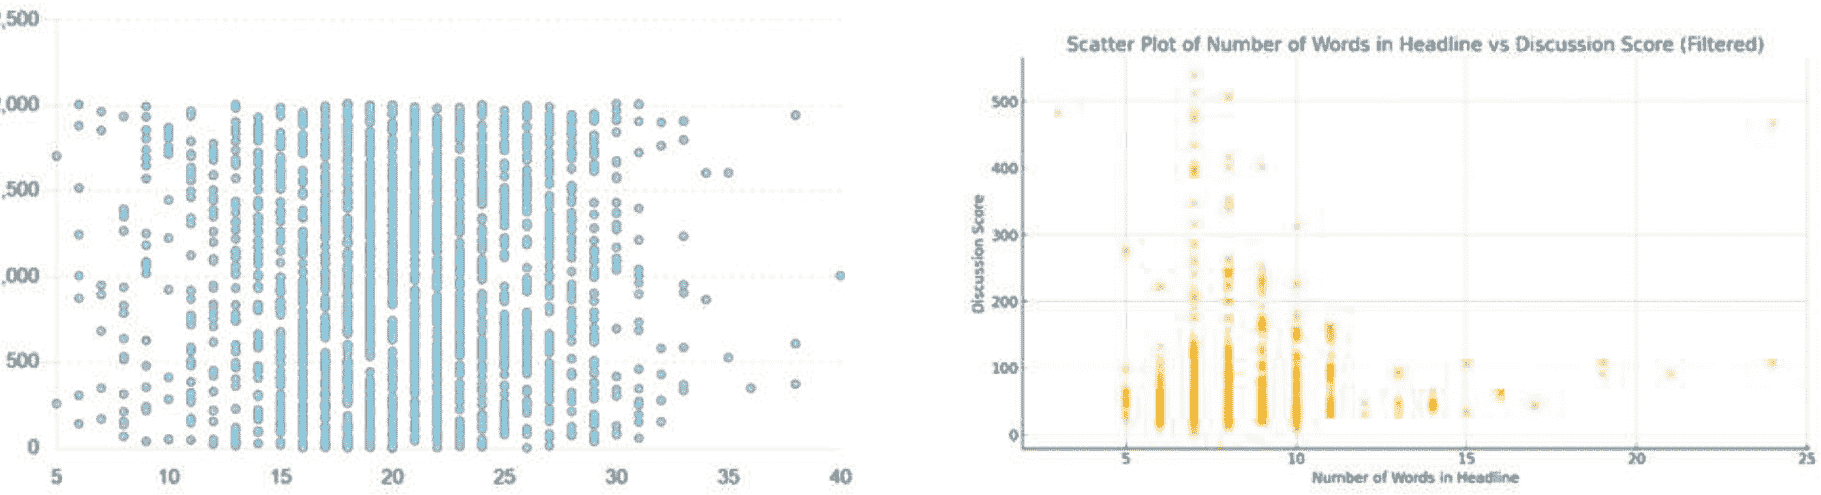 ,500
,000
,500
,000
500
0
5 10 15 20 25 30 35 40
Scatter Plot of Number of Words in Headline vs Discussion Score (Filtered)
Discussion Score
500
400
300
200
100
0
5 10 15 20 25
Number of Words in Headline